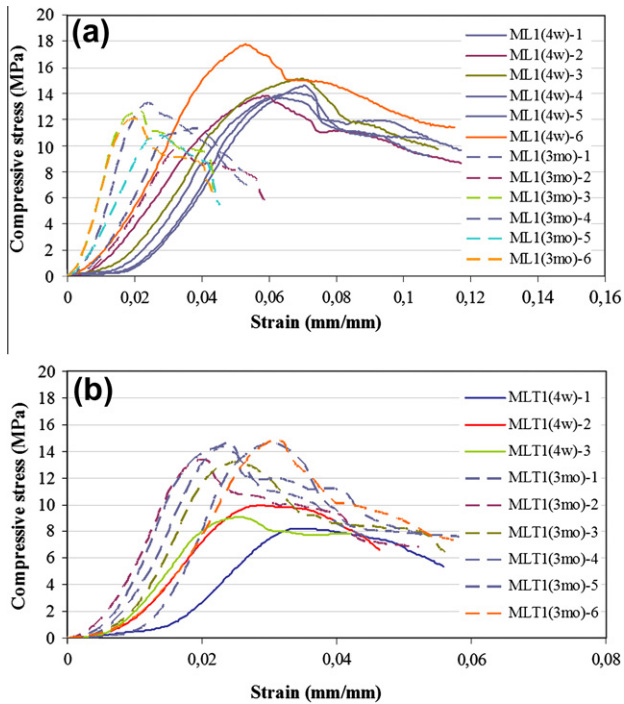 (a)
Compressive stress (MPa)
20
18
16
14
12
10
8
6
4
2
0
0
0,02
0,04
0,06
0,08
0,1
0,12
0,14
0,16
Strain (mm/mm)
ML1(4w)-1
ML1(4w)-2
ML1(4w)-3
ML1(4w)-4
ML1(4w)-5
ML1(4w)-6
ML1(3mo)-1
ML1(3mo)-2
ML1(3mo)-3
ML1(3mo)-4
ML1(3mo)-5
ML1(3mo)-6
(b)
Compressive stress (MPa)
20
18
16
14
12
10
8
6
4
2
0
0
0,02
0,04
0,06
0,08
Strain (mm/mm)
MLT1(4w)-1
MLT1(4w)-2
MLT1(4w)-3
MLT1(3mo)-1
MLT1(3mo)-2
MLT1(3mo)-3
MLT1(3mo)-4
MLT1(3mo)-5
MLT1(3mo)-6